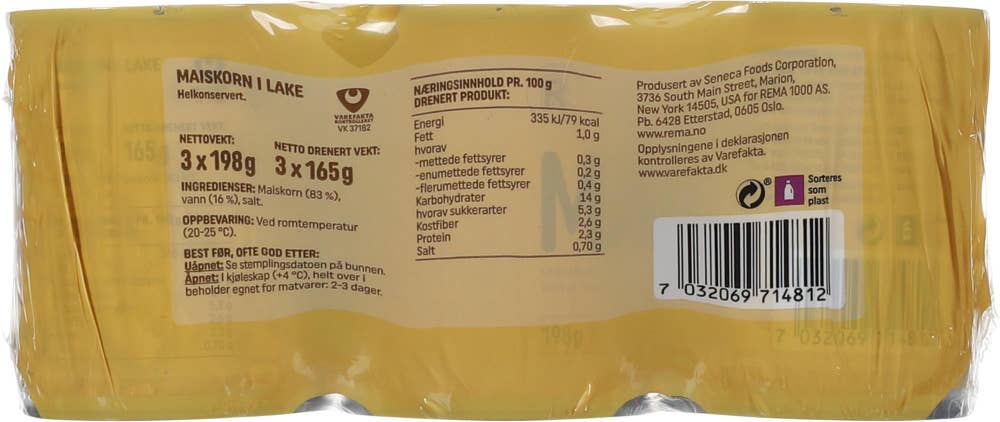 MAISKORN I LAKE
Helkonservert.
VAREFAKTA
KONTROLLERET
VK 37182
NETTOVEKT:
3 x 198g
NETTO DRENERT VEKT:
3 x 165g
INGREDIENSER: Maiskorn (83 %),
vann (16 %), salt.
OPPBEVARING: Ved romtemperatur
(20-25 °C).
BEST FØR, OFTE GOD ETTER:
Uåpnet: Se stemplingsdatoen på bunnen.
Åpnet: I kjøleskap (+4 °C), helt over i
beholder egnet for matvarer: 2-3 dager.
NÆRINGSINNHOLD PR. 100 g
DRENERT PRODUKT:
Energi 335 kJ/79 kcal
Fett 1,0 g
hvorav
-mettede fettsyrer 0,3 g
-enumettede fettsyrer 0,2 g
-flerumettede fettsyrer 0,4 g
Karbohydrater 14 g
hvorav sukkerarter 5,3 g
Kostfiber 2,6 g
Protein 2,3 g
Salt 0,70 g
Produsert av Seneca Foods Corporation,
3736 South Main Street, Marion,
New York 14505, USA for REMA 1000 AS.
Pb. 6428 Etterstad, 0605 Oslo.
www.rema.no
Opplysningene i deklarasjonen
kontrolleres av Varefakta.
www.varefakta.dk
®
Sorteres
som
plast
7 032069 714812
LAKE
165
198g